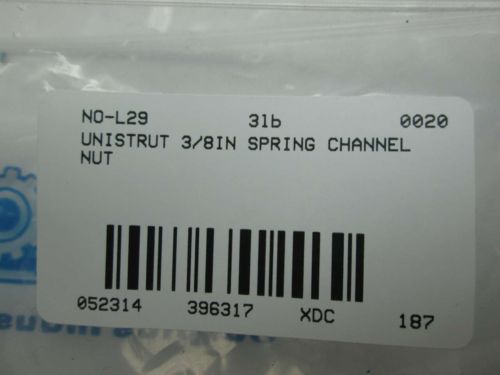 NO-L29 31b 0020
UNISTRUT 3/8IN SPRING CHANNEL
NUT
052314 396317 XDC 187